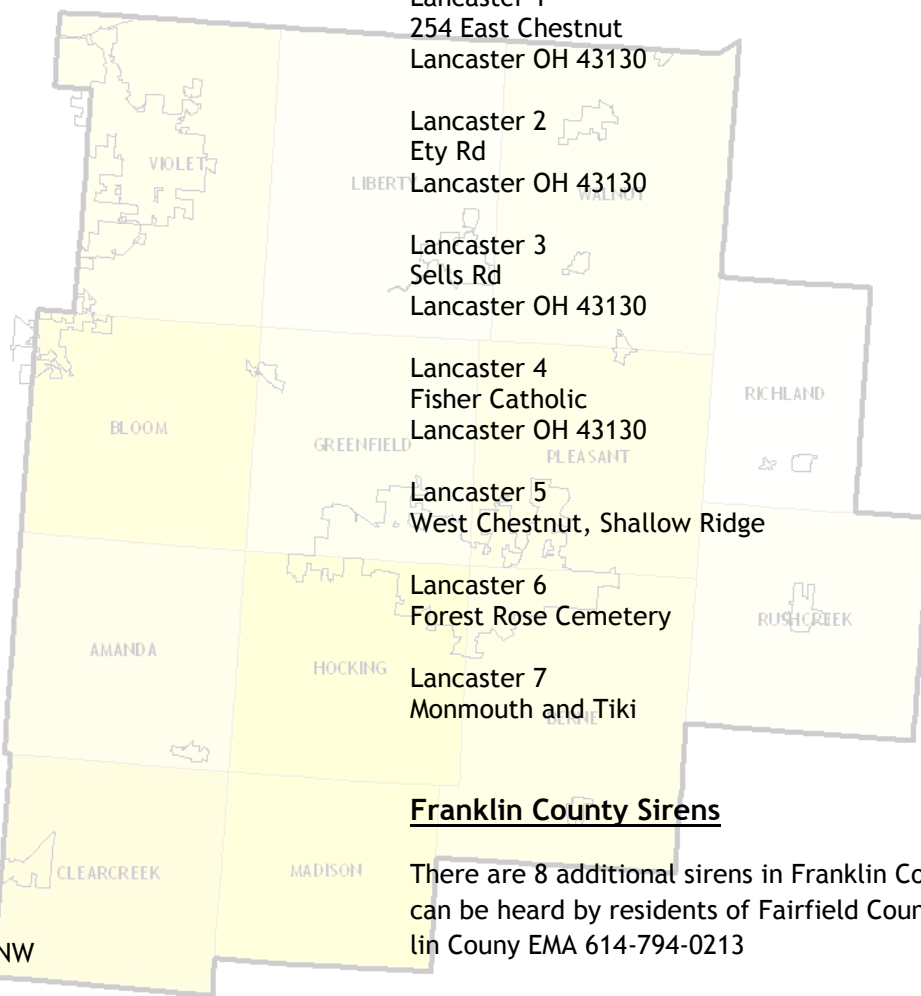 254 East Chestnut
Lancaster OH 43130
Lancaster 2
Ety Rd
Lancaster OH 43130
Lancaster 3
Sells Rd
Lancaster OH 43130
Lancaster 4
Fisher Catholic
Lancaster OH 43130
Lancaster 5
West Chestnut, Shallow Ridge
Lancaster 6
Forest Rose Cemetery
Lancaster 7
Monmouth and Tiki
Franklin County Sirens
There are 8 additional sirens in Franklin Co
can be heard by residents of Fairfield Coun
lin Couny EMA 614-794-0213
NW
VIOLET
LIBERTY
WALNUT
BLOOM
GREENFIELD
PLEASANT
RICHLAND
AMANDA
HOCKING
BERNE
RUSHCREEK
CLEARCREEK
MADISON